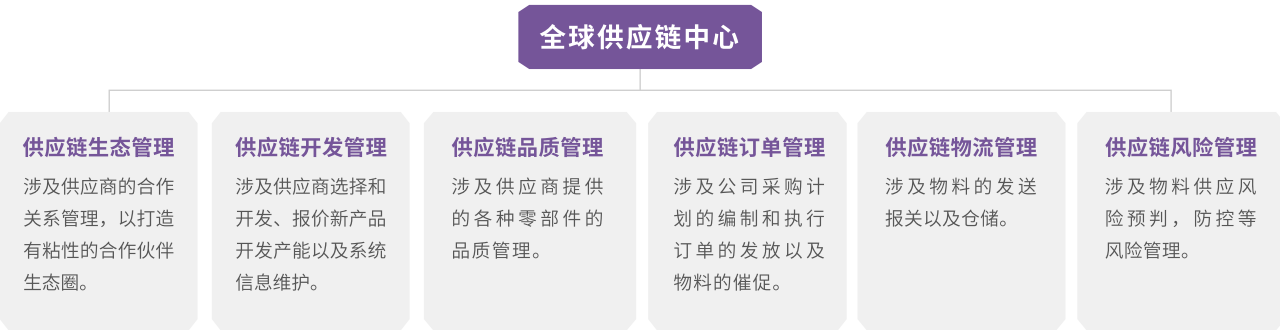 全球供应链中心
供应链生态管理
涉及供应商的合作
关系管理，以打造
有粘性的合作伙伴
生态圈。
供应链开发管理
涉及供应商选择和
开发、报价新产品
开发产能以及系统
信息维护。
供应链品质管理
涉及供应商提供
的各种零部件的
品质管理。
供应链订单管理
涉及公司采购计
划的编制和执行
订单的发放以及
物料的催促。
供应链物流管理
涉及物料的发送
报关以及仓储。
供应链风险管理
涉及物料供应风
险预判，防控等
风险管理。